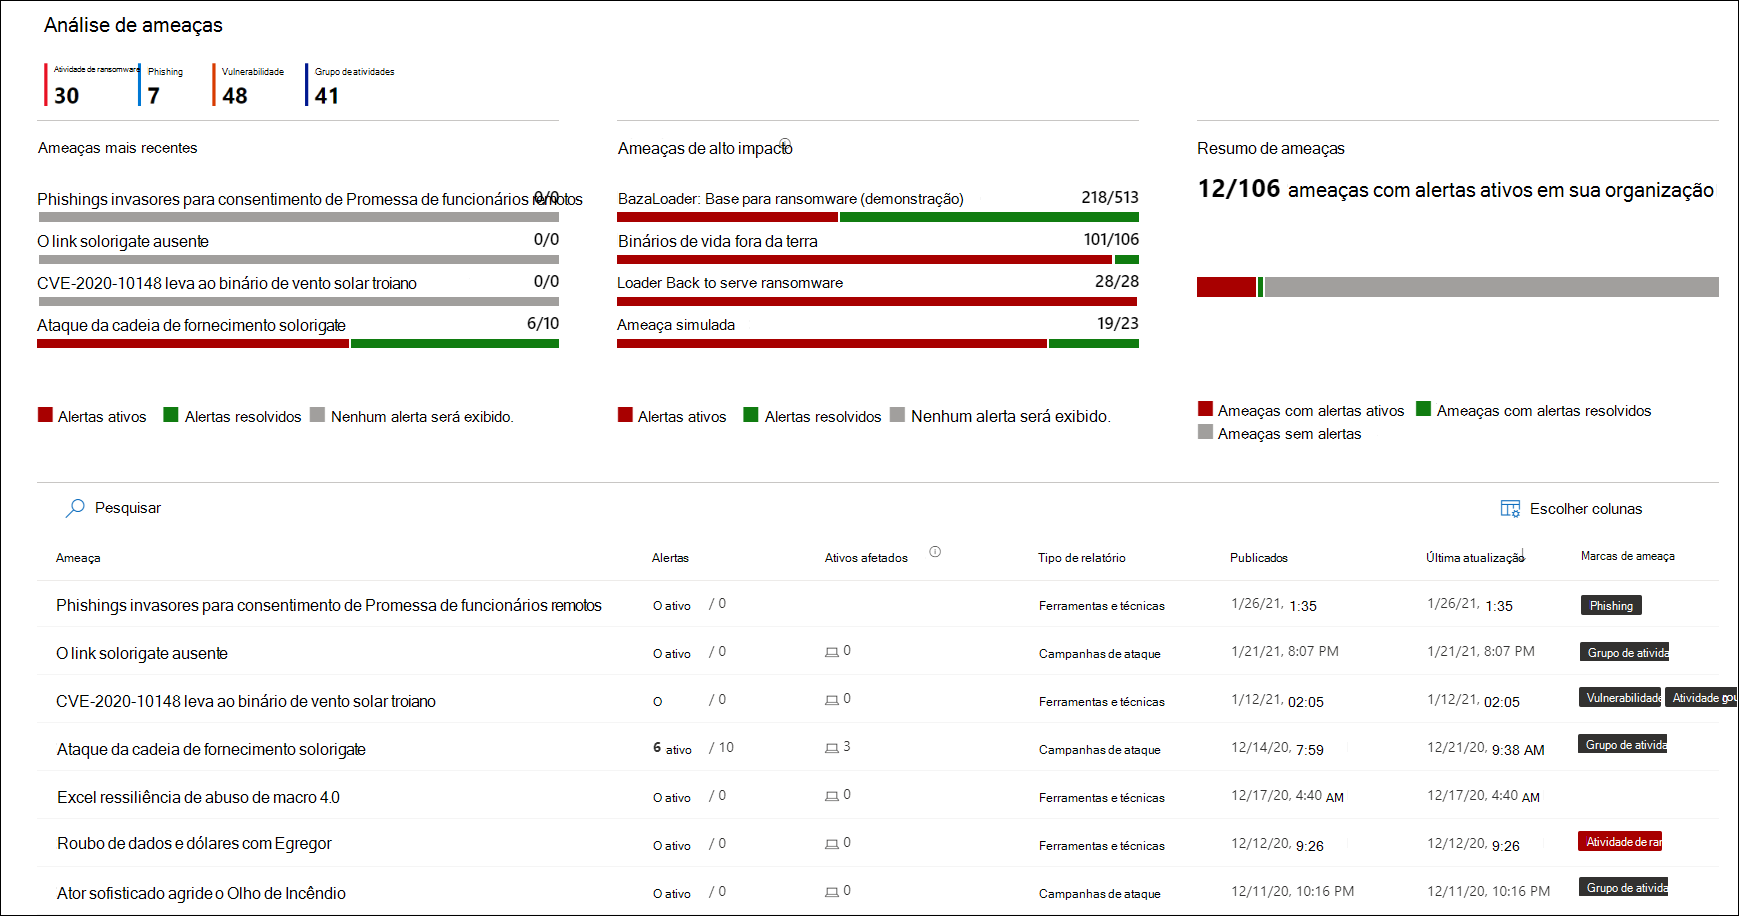 Análise de ameaças
Atividade de ransomware
30
Phishing
7
Vulnerabilidade
48
Grupo de atividades
41
Ameaças mais recentes
Phishings invasores para consentimento de Promessa de funcionários remotos 0/0
O link solorigate ausente 0/0
CVE-2020-10148 leva ao binário de vento solar troiano 0/0
Ataque da cadeia de fornecimento solorigate 6/10
Alertas ativos Alertas resolvidos Nenhum alerta será exibido.
Ameaças de alto impacto
BazaLoader: Base para ransomware (demonstração) 218/513
Binários de vida fora da terra 101/106
Loader Back to serve ransomware 28/28
Ameaça simulada 19/23
Alertas ativos Alertas resolvidos Nenhum alerta será exibido.
Resumo de ameaças
12/106 ameaças com alertas ativos em sua organização
Ameaças com alertas ativos Ameaças com alertas resolvidos
Ameaças sem alertas
Pesquisar Escolher colunas
Ameaça Alertas Ativos afetados Tipo de relatório Publicados Última atualização Marcas de ameaça
Phishings invasores para consentimento de Promessa de funcionários remotos O ativo / 0 Ferramentas e técnicas 1/26/21, 1:35 1/26/21, 1:35 Phishing
O link solorigate ausente O ativo / 0 0 Campanhas de ataque 1/21/21, 8:07 PM 1/21/21, 8:07 PM Grupo de ativida
CVE-2020-10148 leva ao binário de vento solar troiano O / 0 0 Ferramentas e técnicas 1/12/21, 02:05 1/12/21, 02:05 Vulnerabilidade Atividade
Ataque da cadeia de fornecimento solorigate 6 ativo / 10 3 Campanhas de ataque 12/14/20, 7:59 12/21/20, 9:38 AM Grupo de ativida
Excel ressiliência de abuso de macro 4.0 O ativo / 0 0 Ferramentas e técnicas 12/17/20, 4:40 AM 12/17/20, 4:40 AM
Roubo de dados e dólares com Egregor O ativo / 0 0 Ferramentas e técnicas 12/12/20, 9:26 12/12/20, 9:26 Atividade de ran
Ator sofisticado agride o Olho de Incêndio O ativo / 0 0 Campanhas de ataque 12/11/20, 10:16 PM 12/11/20, 10:16 PM Grupo de ativida